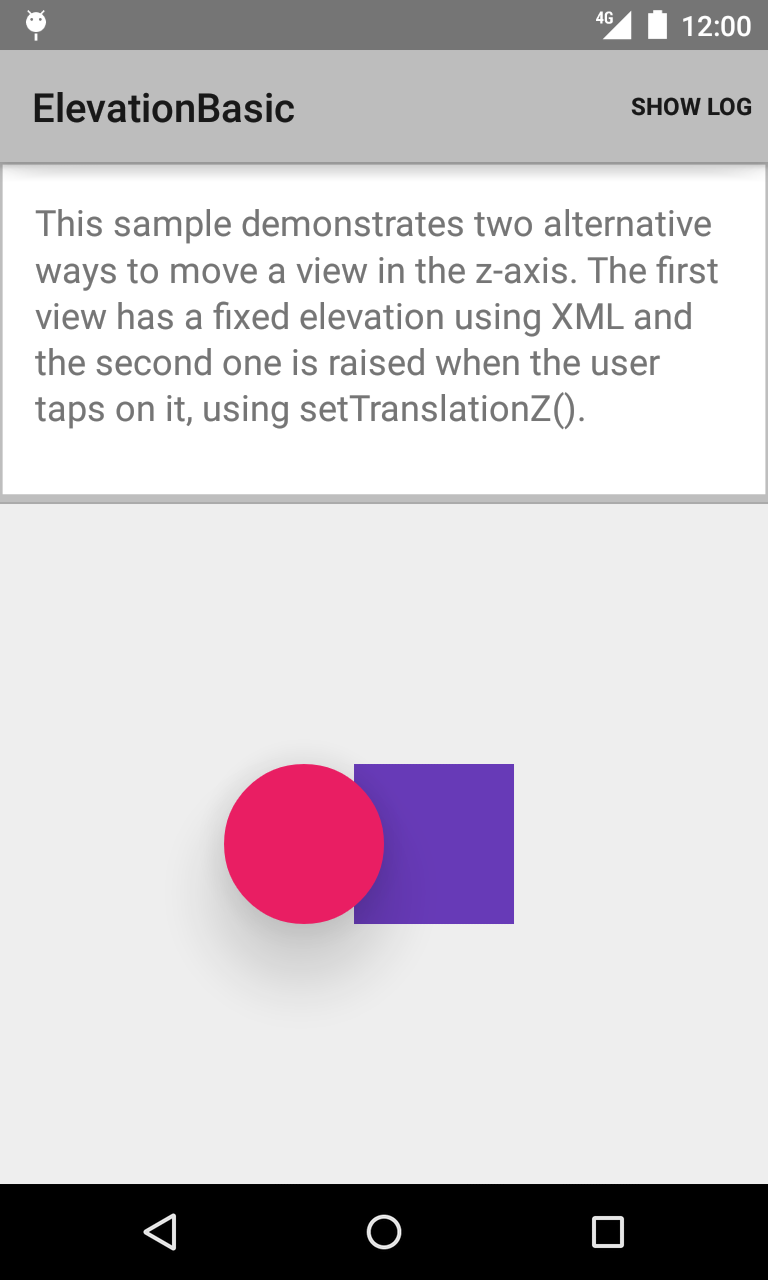 4G 12:00
ElevationBasic SHOW LOG
This sample demonstrates two alternative
ways to move a view in the z-axis. The first
view has a fixed elevation using XML and
the second one is raised when the user
taps on it, using setTranslationZ().